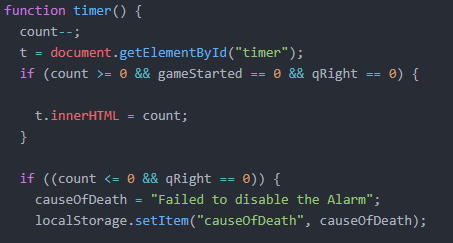 function timer() {
count--;
t = document.getElementById("timer");
if (count >= 0 && gameStarted == 0 && qRight == 0) {
t.innerHTML = count;
}
if ((count <= 0 && qRight == 0)) {
causeOfDeath = "Failed to disable the Alarm";
localStorage.setItem("causeOfDeath", causeOfDeath);